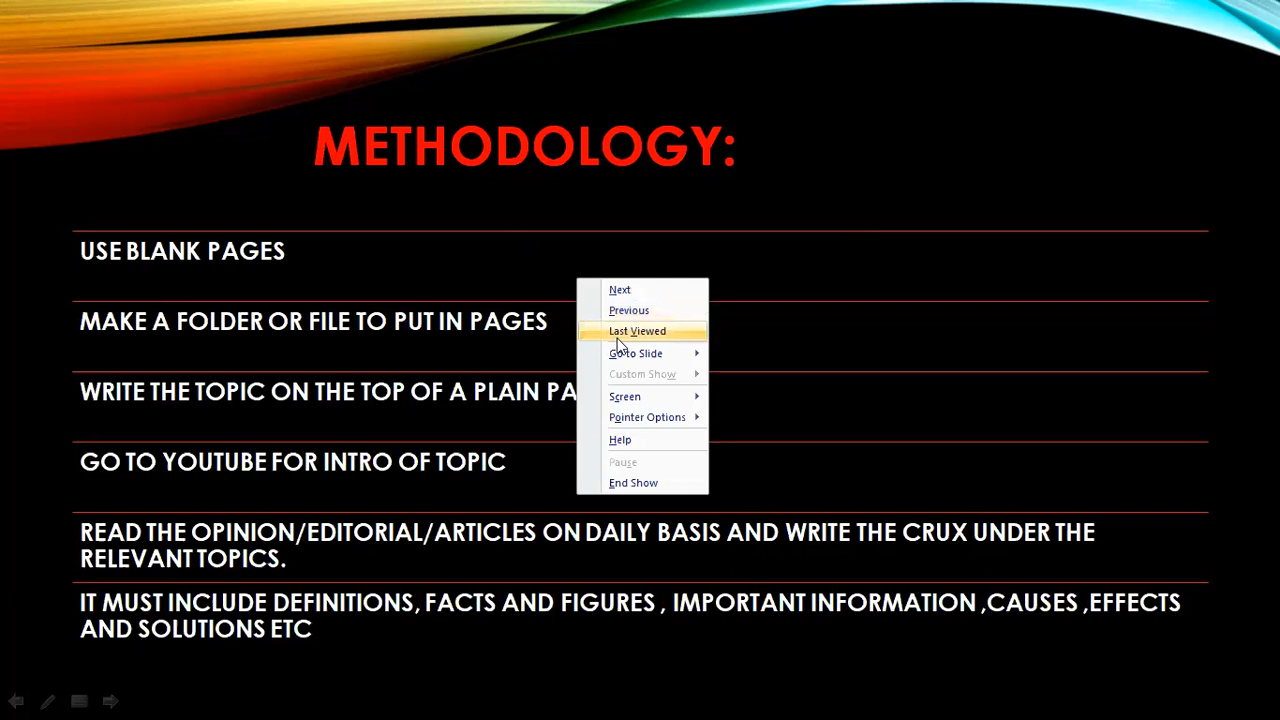 METHODOLOGY:
USE BLANK PAGES
MAKE A FOLDER OR FILE TO PUT IN PAGES
WRITE THE TOPIC ON THE TOP OF A PLAIN PA
GO TO YOUTUBE FOR INTRO OF TOPIC
READ THE OPINION/EDITORIAL/ARTICLES ON DAILY BASIS AND WRITE THE CRUX UNDER THE
RELEVANT TOPICS.
IT MUST INCLUDE DEFINITIONS, FACTS AND FIGURES , IMPORTANT INFORMATION ,CAUSES ,EFFECTS
AND SOLUTIONS ETC
Next
Previous
Last Viewed
Go to Slide
Custom Show
Screen
Pointer Options
Help
Pause
End Show